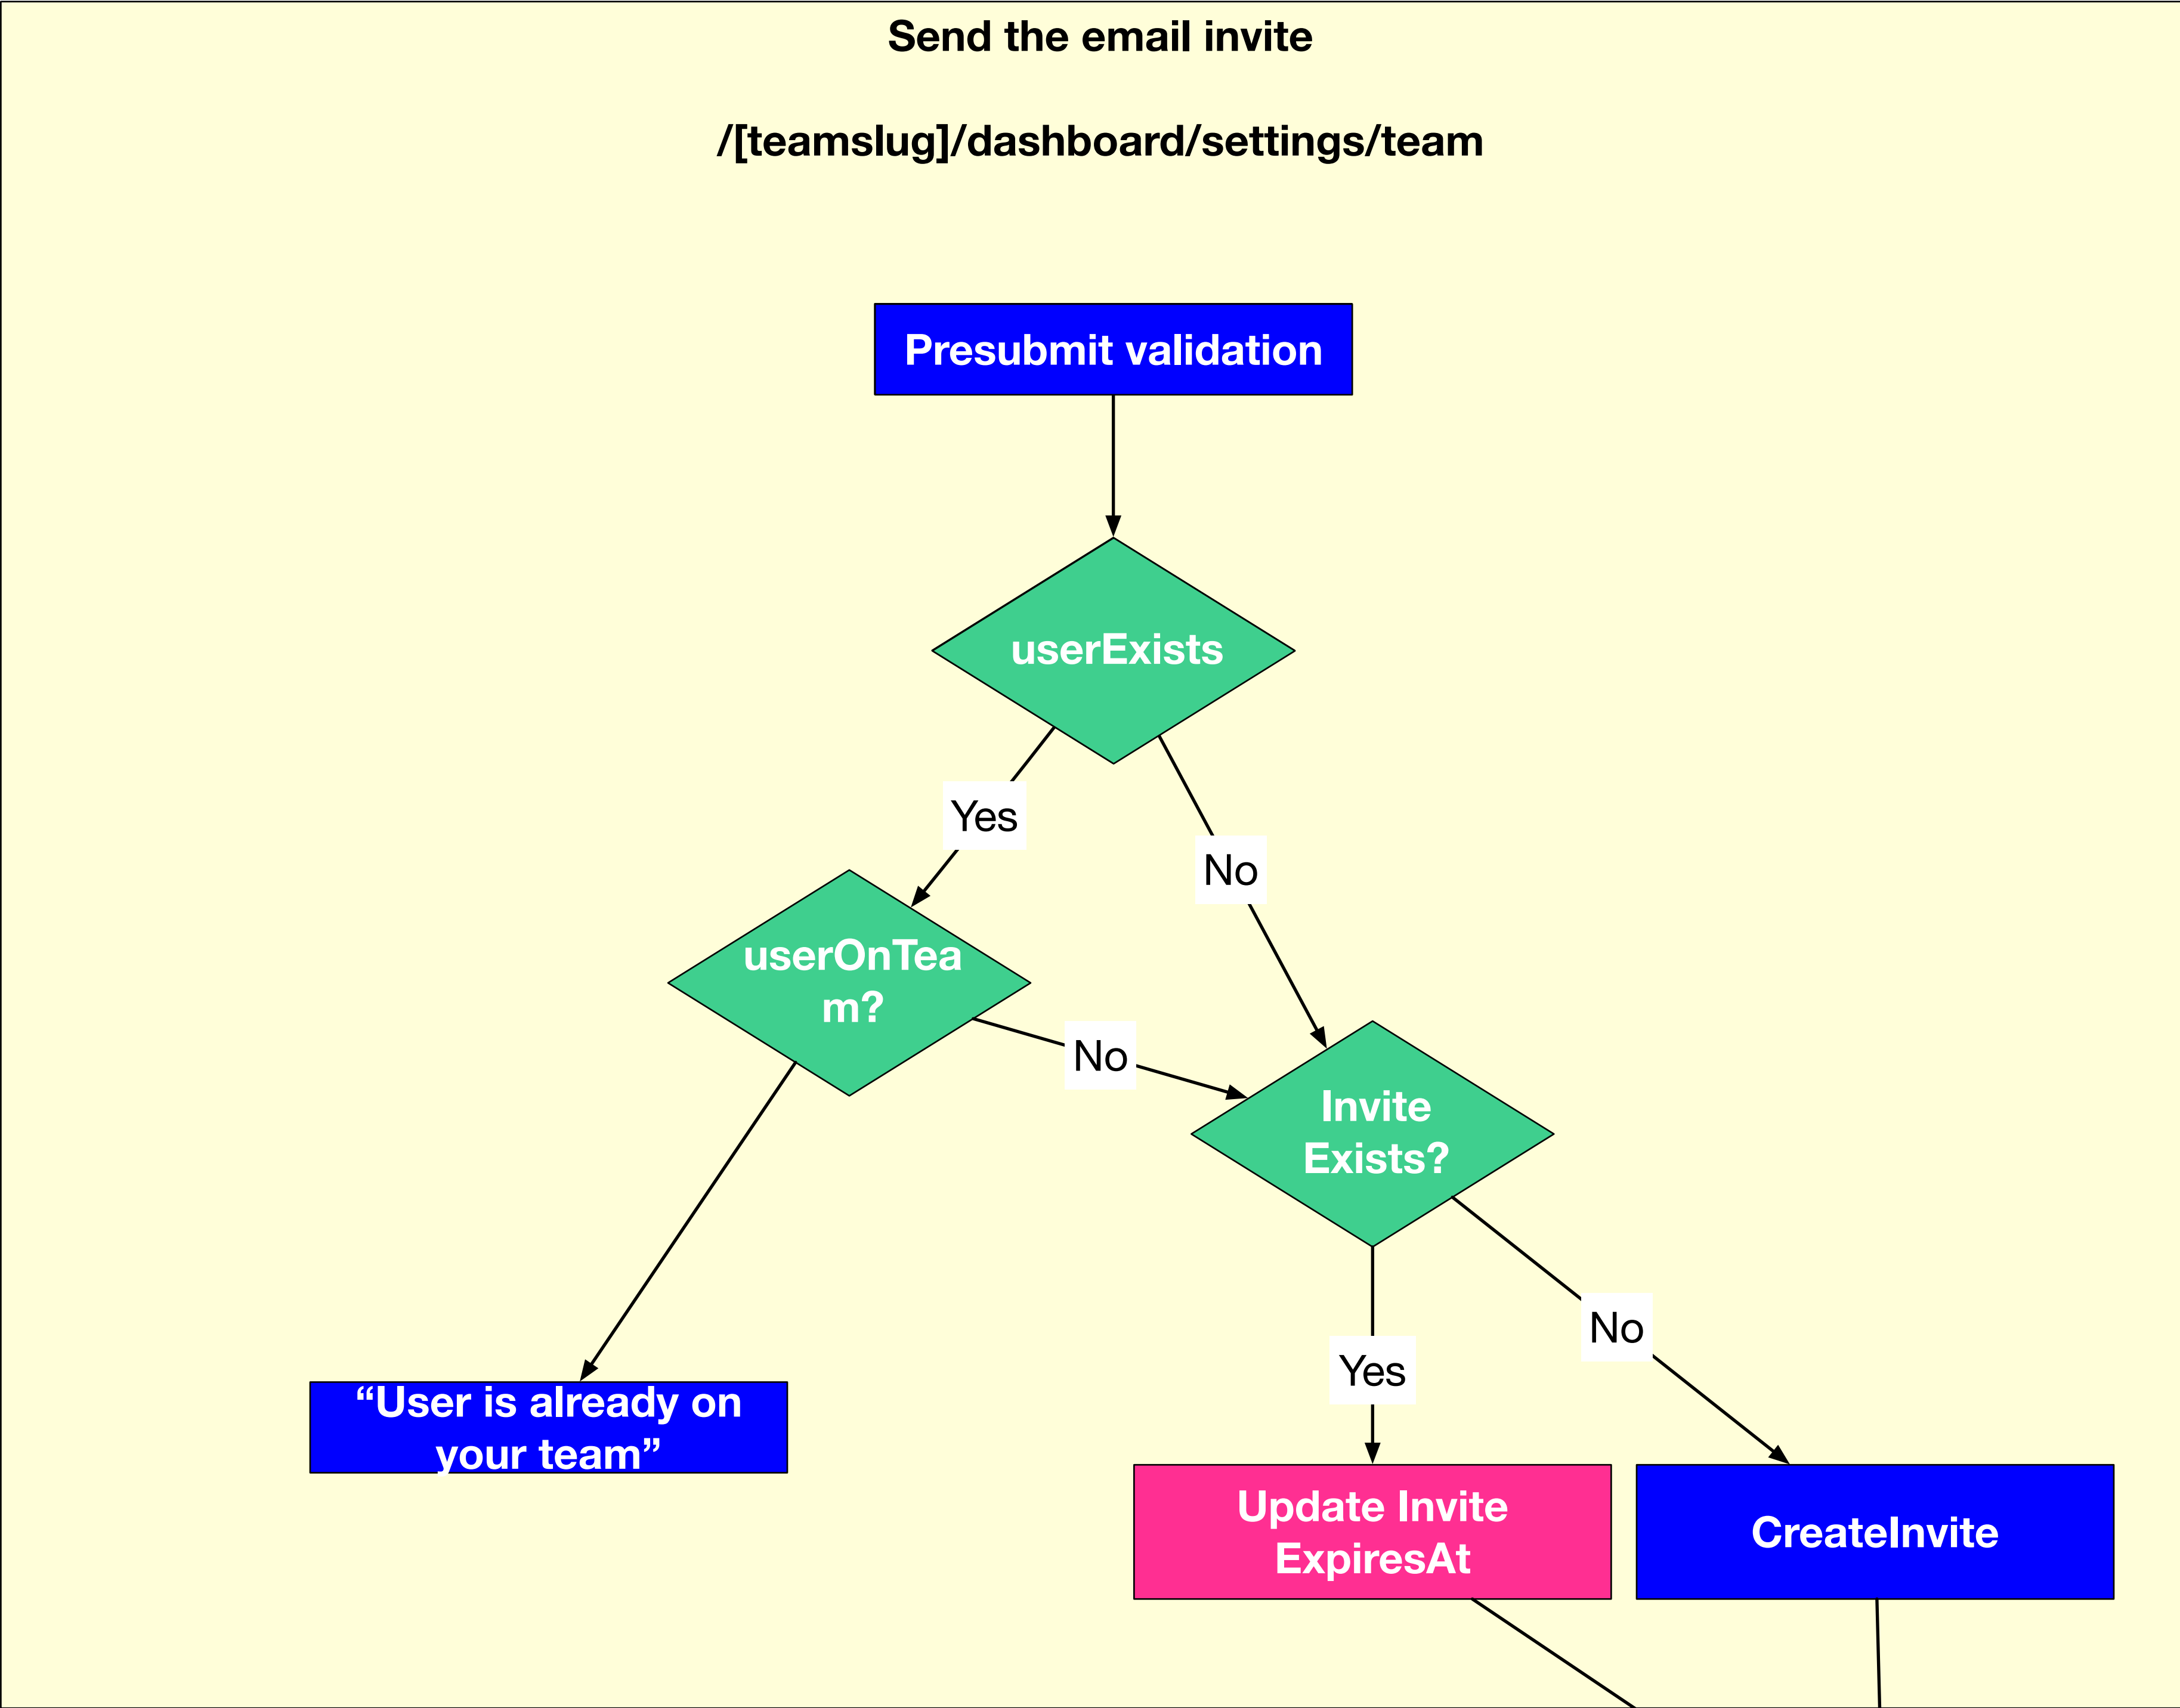 Send the email invite
/[teamslug]/dashboard/settings/team
Presubmit validation
userExists
Yes
No
userOnTea
m?
No
Invite
Exists?
Yes
No
“User is already on
your team”
Update Invite
ExpiresAt
CreateInvite